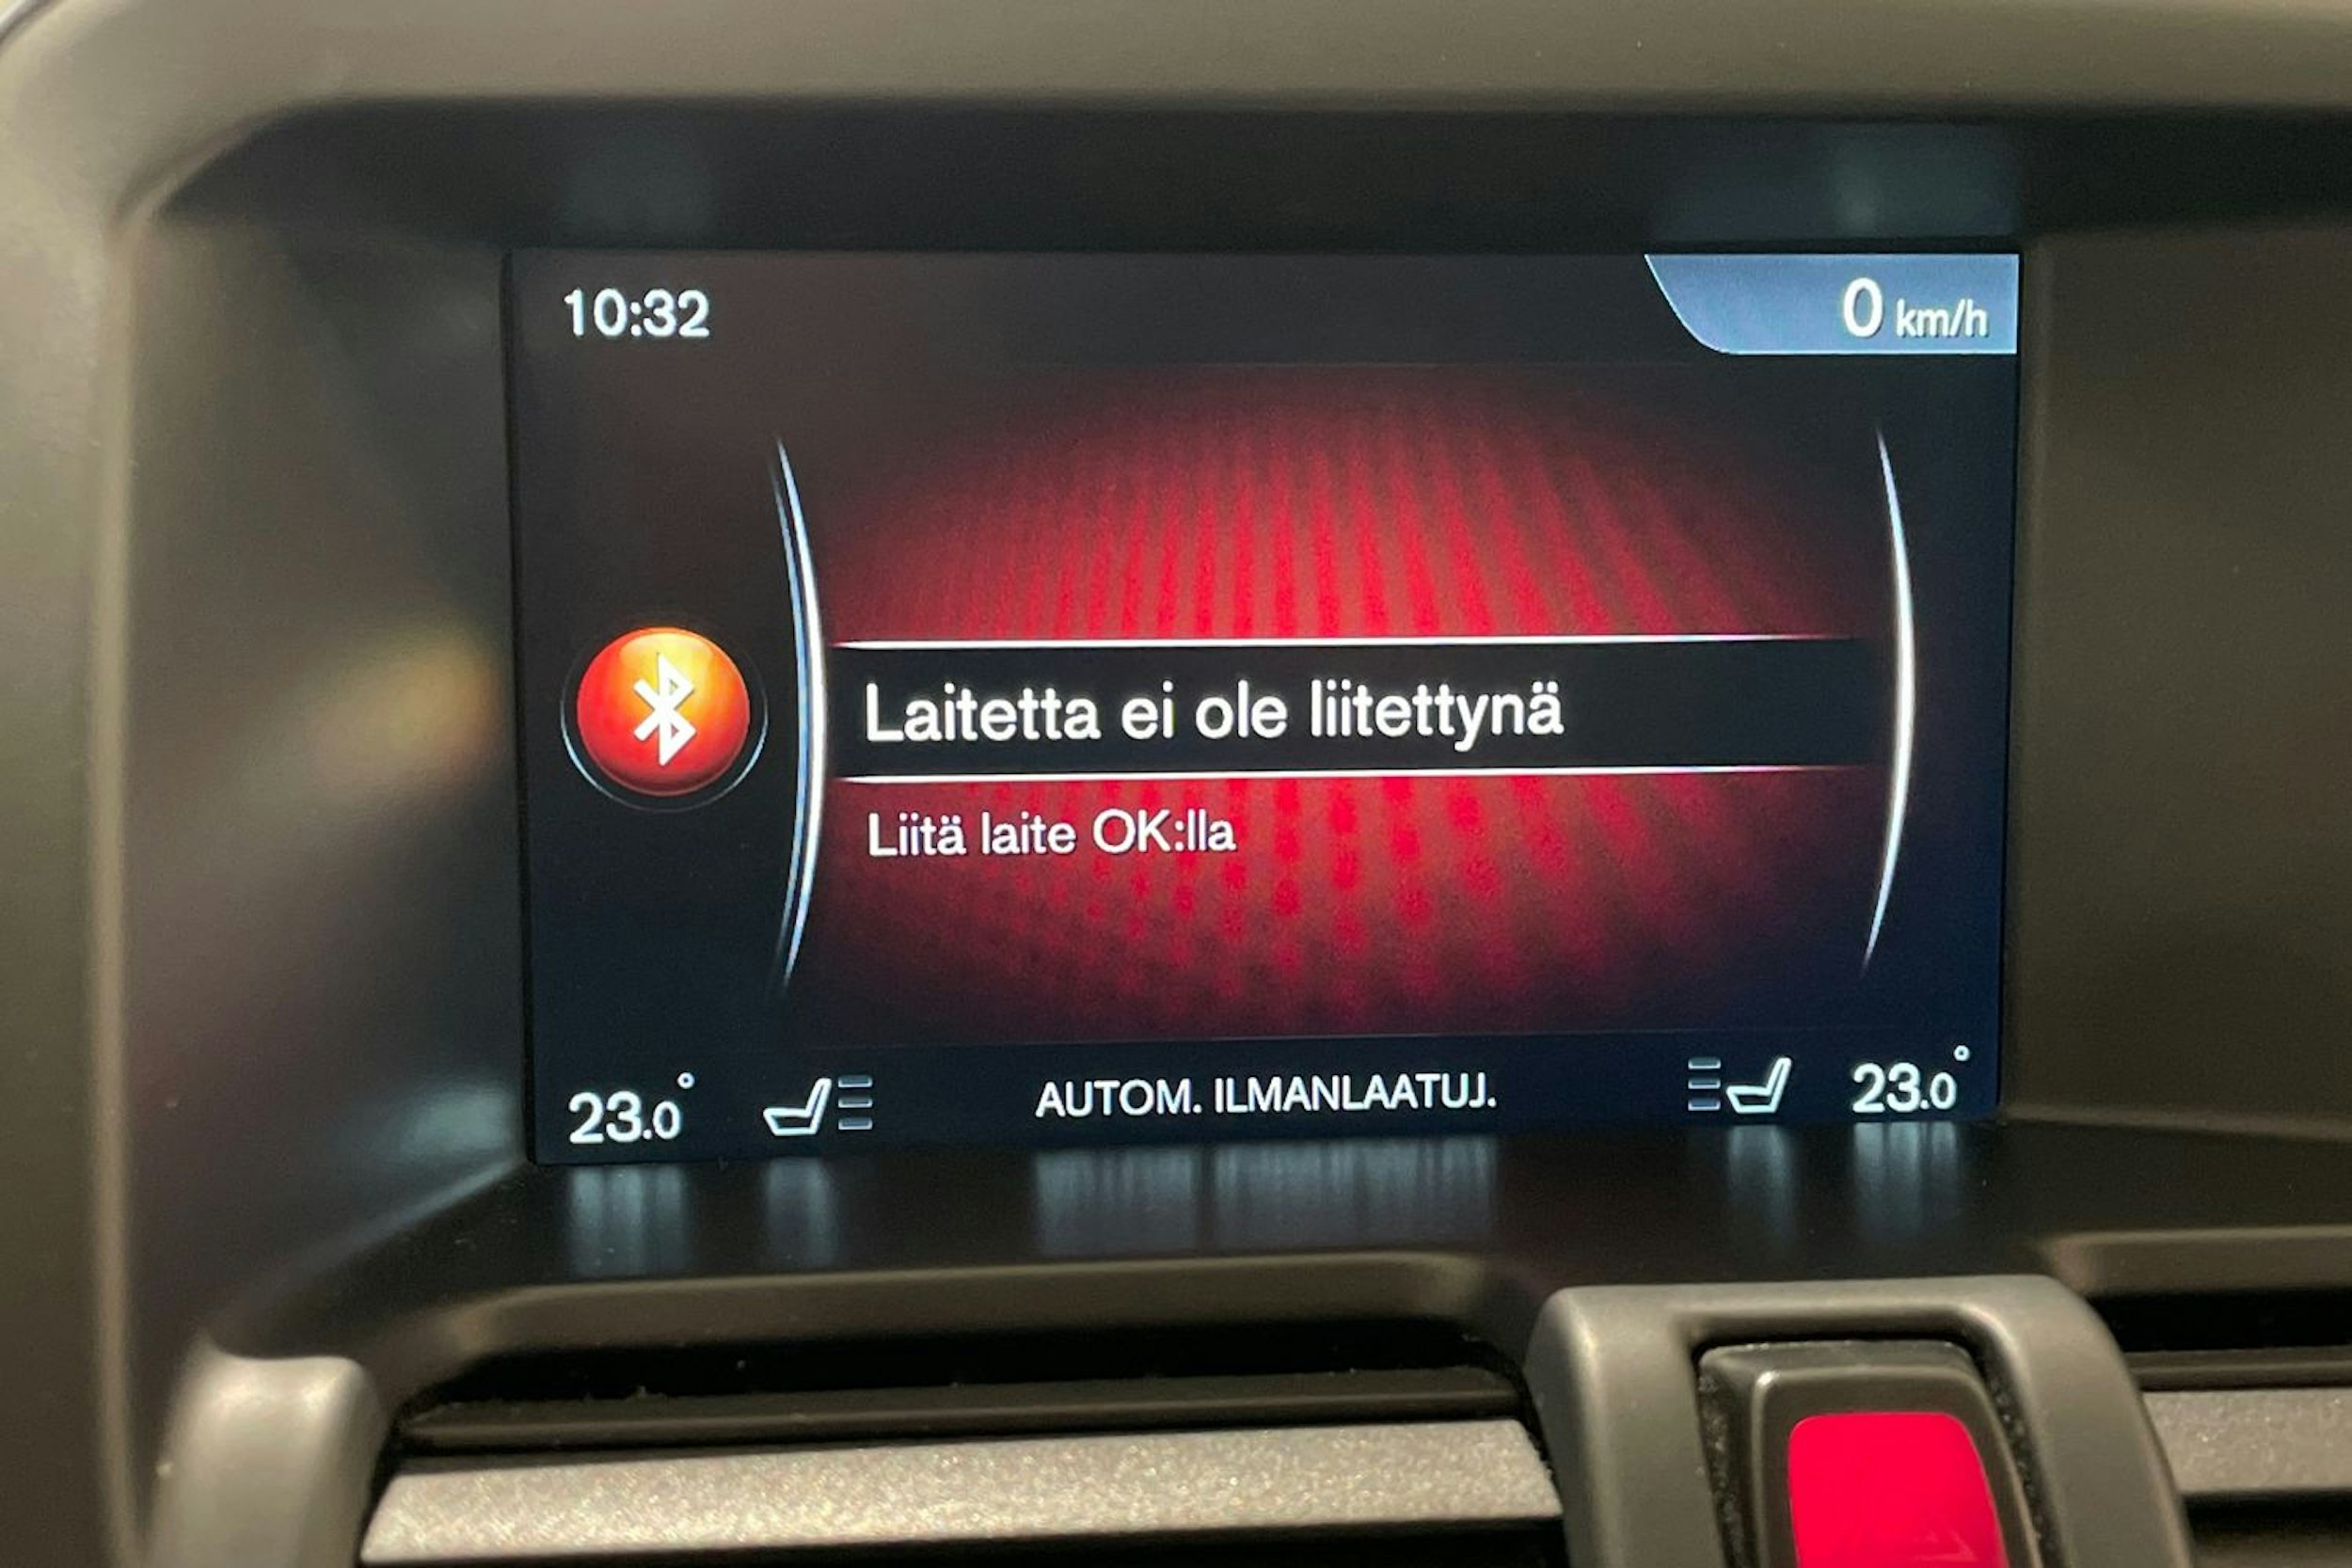 10:32
0 km/h
Laitetta ei ole liitettynä
Liitä laite OK:lla
23.0°
AUTOM. ILMANLAATUJ.
23.0°